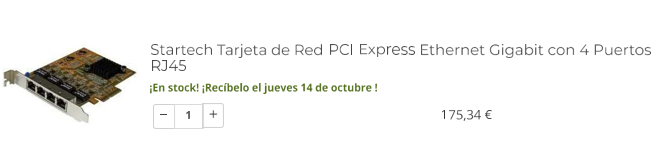 Startech Tarjeta de Red PCI Express Ethernet Gigabit con 4 Puertos
RJ45
¡En stock! ¡Recíbelo el jueves 14 de octubre !
− 1 +
175,34 €